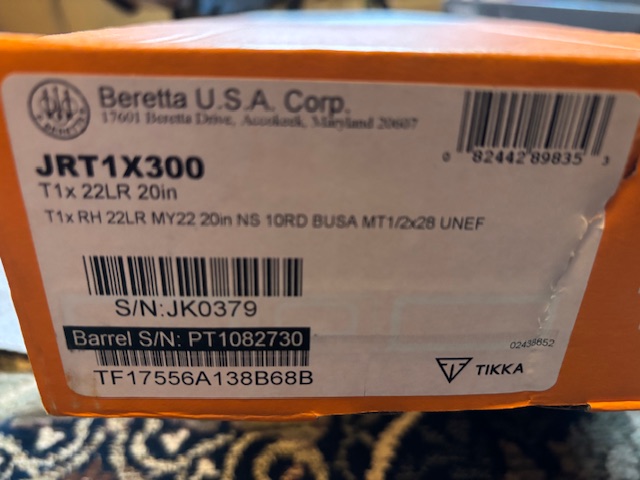 BERETTA
Beretta U.S.A. Corp.
17601 Beretta Drive, Accokeek, Maryland 20607
0 82442 89835 3
JRT1X300
T1x 22LR 20in
T1x RH 22LR MY22 20in NS 10RD BUSA MT1/2x28 UNEF
S/N:JK0379
Barrel S/N: PT1082730
TF17556A138B68B
02438852
TIKKA